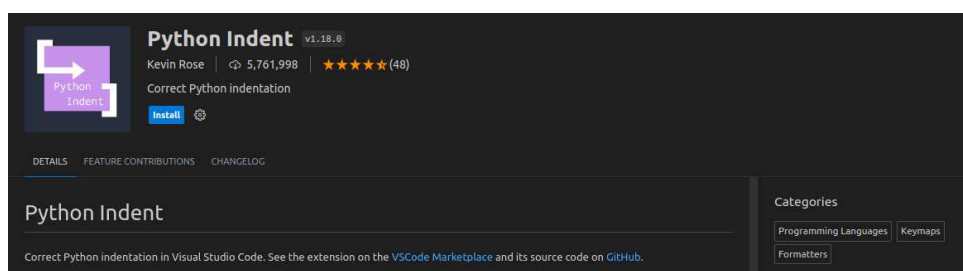 Python Indent v1.18.0
Python
Indent
Kevin Rose 5,761,998 (48)
Correct Python indentation
Install
DETAILS FEATURE CONTRIBUTIONS CHANGELOG
Python Indent
Correct Python indentation in Visual Studio Code. See the extension on the VSCode Marketplace and its source code on GitHub.
Categories
Programming Languages Keymaps
Formatters